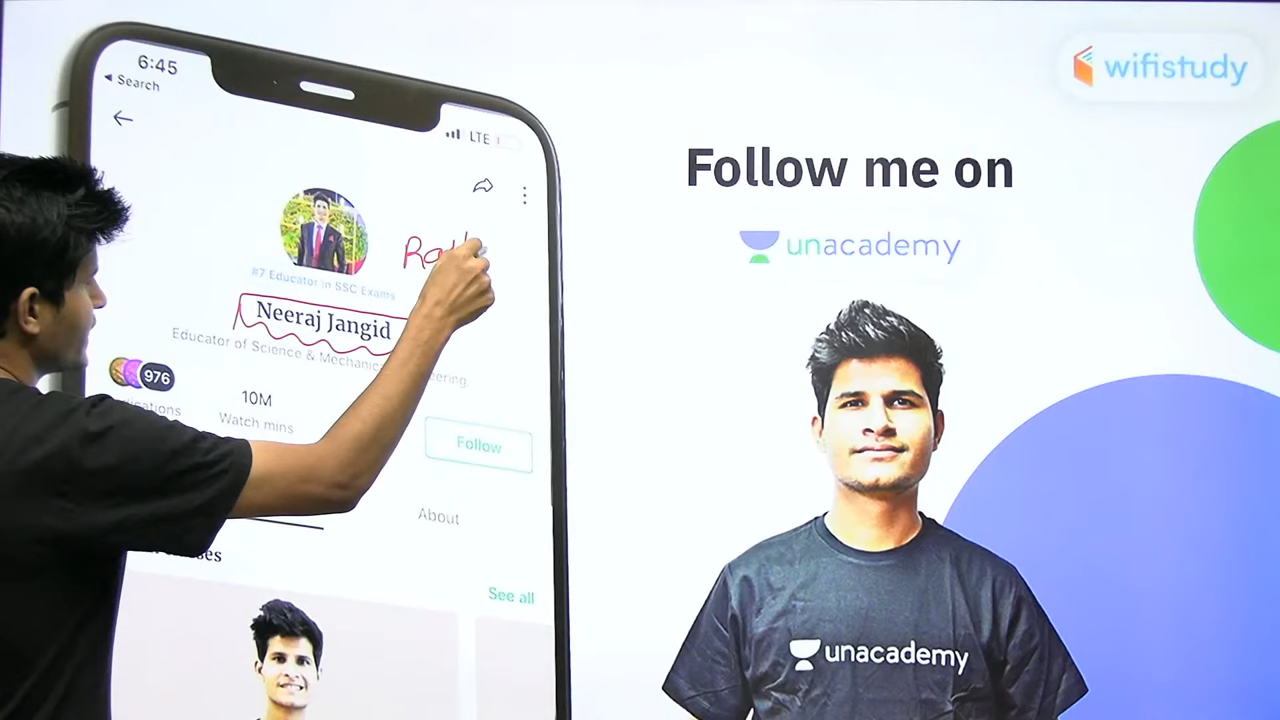 6:45
◄ Search
LTE
wifistudy
Follow me on
unacademy
#7 Educator in SSC Exams
Neeraj Jangid
Educator of Science &
976
10M
Watch mins
Follow
About
See all
unacademy